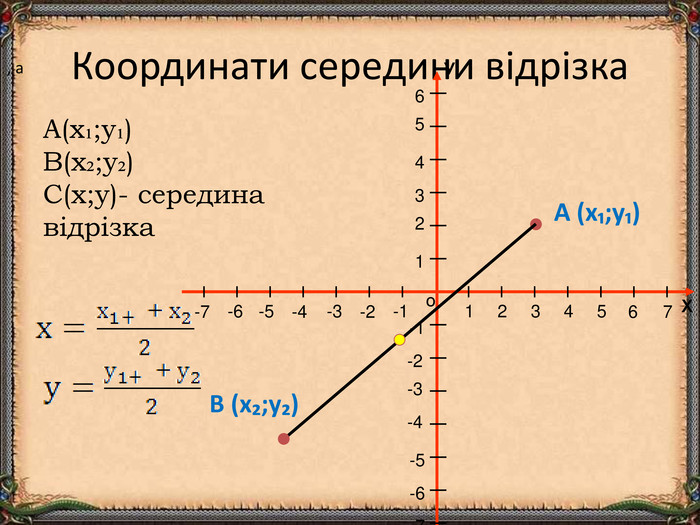 Координати середини відрізка
а
A(x₁;y₁)
B(x₂;y₂)
C(x;y)- середина
відрізка
x = (x₁₊ + x₂)/2
y = (y₁₊ + y₂)/2
A (x₁;y₁)
B (x₂;y₂)
6
5
4
3
2
1
-7 -6 -5 -4 -3 -2 -1 о 1 2 3 4 5 6 7 X
-2
-3
-4
-5
-6